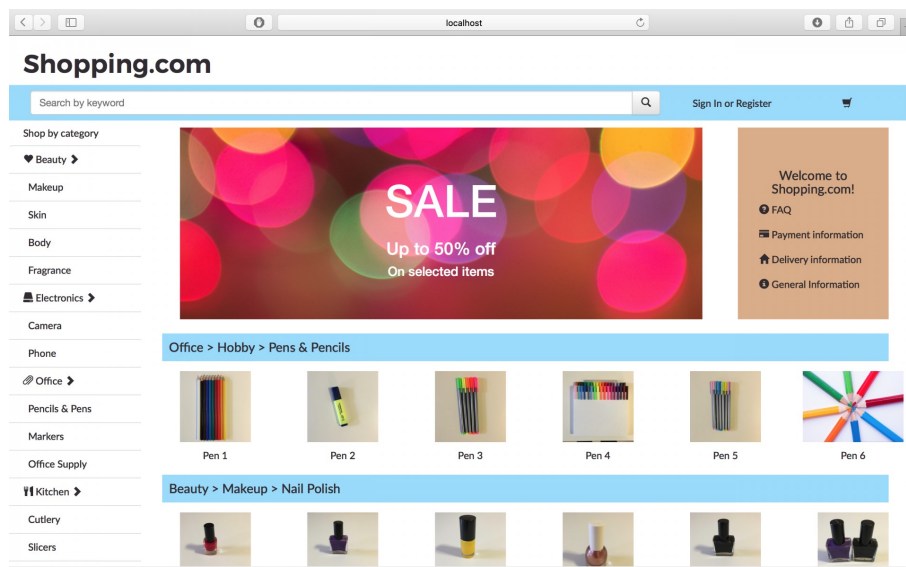 localhost
Shopping.com
Search by keyword
Sign In or Register
Shop by category
Beauty
Makeup
Skin
Body
Fragrance
Electronics
Camera
Phone
Office
Pencils & Pens
Markers
Office Supply
Kitchen
Cutlery
Slicers
SALE
Up to 50% off
On selected items
Welcome to
Shopping.com!
FAQ
Payment information
Delivery information
General Information
Office > Hobby > Pens & Pencils
Pen 1
Pen 2
Pen 3
Pen 4
Pen 5
Pen 6
Beauty > Makeup > Nail Polish